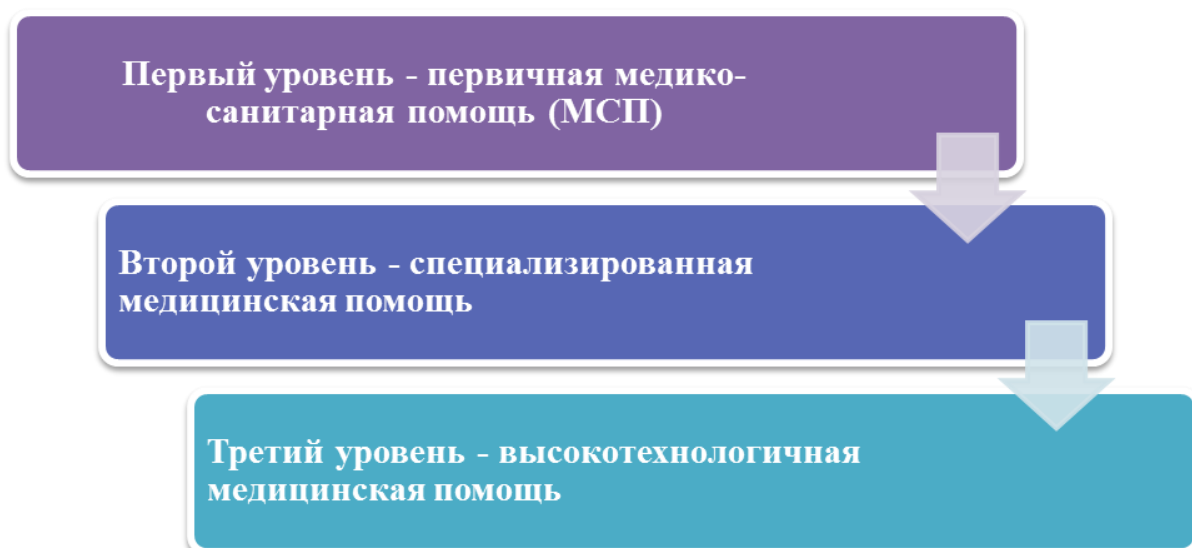 Первый уровень - первичная медико-
санитарная помощь (МСП)
Второй уровень - специализированная
медицинская помощь
Третий уровень - высокотехнологичная
медицинская помощь